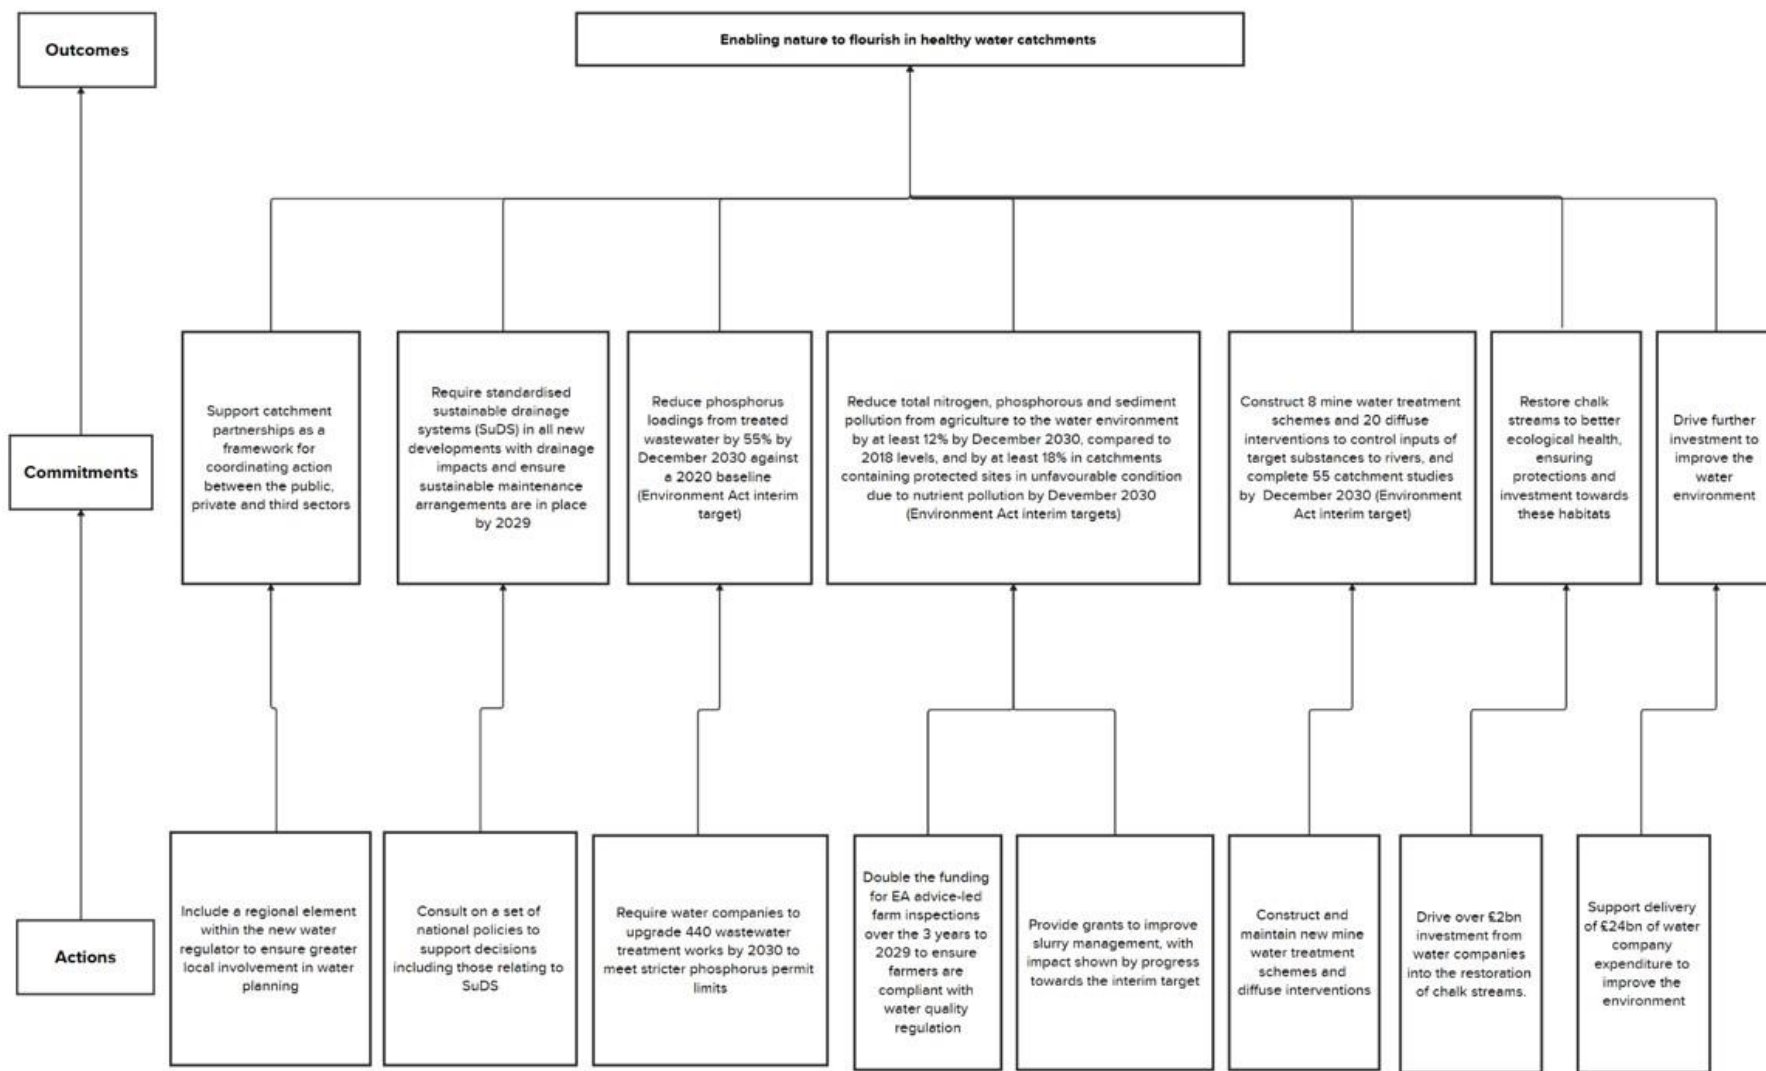 Outcomes
Enabling nature to flourish in healthy water catchments
Commitments
Support catchment
partnerships as a
framework for
coordinating action
between the public,
private and third sectors
Require standardised
sustainable drainage
systems (SuDS) in all new
developments with drainage
impacts and ensure
sustainable maintenance
arrangements are in place
by 2029
Reduce phosphorus
loadings from treated
wastewater by 55% by
December 2030 against
a 2020 baseline
(Environment Act interim
target)
Reduce total nitrogen, phosphorous and sediment
pollution from agriculture to the water environment
by at least 12% by December 2030, compared to
2018 levels, and by at least 18% in catchments
containing protected sites in unfavourable condition
due to nutrient pollution by Devember 2030
(Environment Act interim targets)
Construct 8 mine water treatment
schemes and 20 diffuse
interventions to control inputs of
target substances to rivers, and
complete 55 catchment studies
by December 2030 (Environment
Act interim target)
Restore chalk
streams to better
ecological health,
ensuring
protections and
investment towards
these habitats
Drive further
investment to
improve the
water
environment
Actions
Include a regional element
within the new water
regulator to ensure greater
local involvement in water
planning
Consult on a set of
national policies to
support decisions
including those relating to
SuDS
Require water companies to
upgrade 440 wastewater
treatment works by 2030 to
meet stricter phosphorus permit
limits
Double the funding
for EA advice-led
farm inspections
over the 3 years to
2029 to ensure
farmers are
compliant with
water quality
regulation
Provide grants to improve
slurry management, with
impact shown by progress
towards the interim target
Construct and
maintain new mine
water treatment
schemes and
diffuse interventions
Drive over £2bn
investment from
water companies
into the restoration
of chalk streams.
Support delivery
of £24bn of water
company
expenditure to
improve the
environment